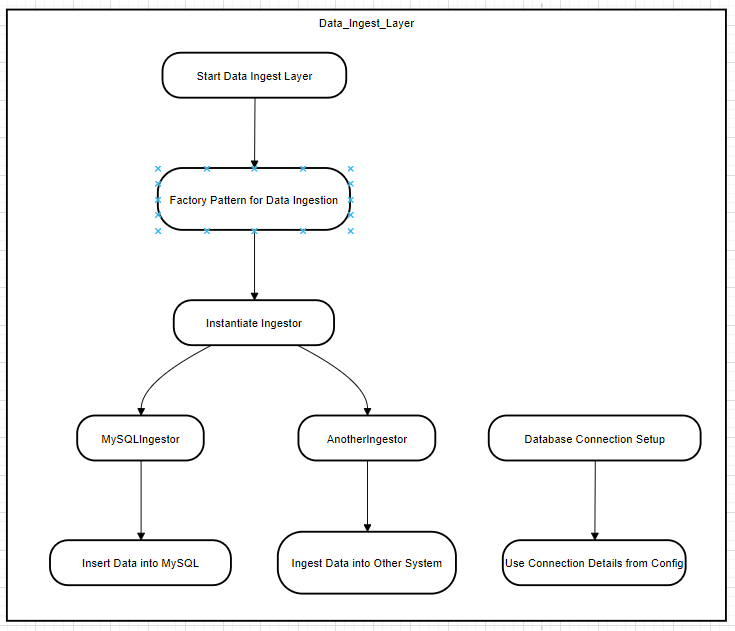 Data_Ingest_Layer
Start Data Ingest Layer
Factory Pattern for Data Ingestion
Instantiate Ingestor
MySQLIngestor
AnotherIngestor
Database Connection Setup
Insert Data into MySQL
Ingest Data into Other System
Use Connection Details from Config